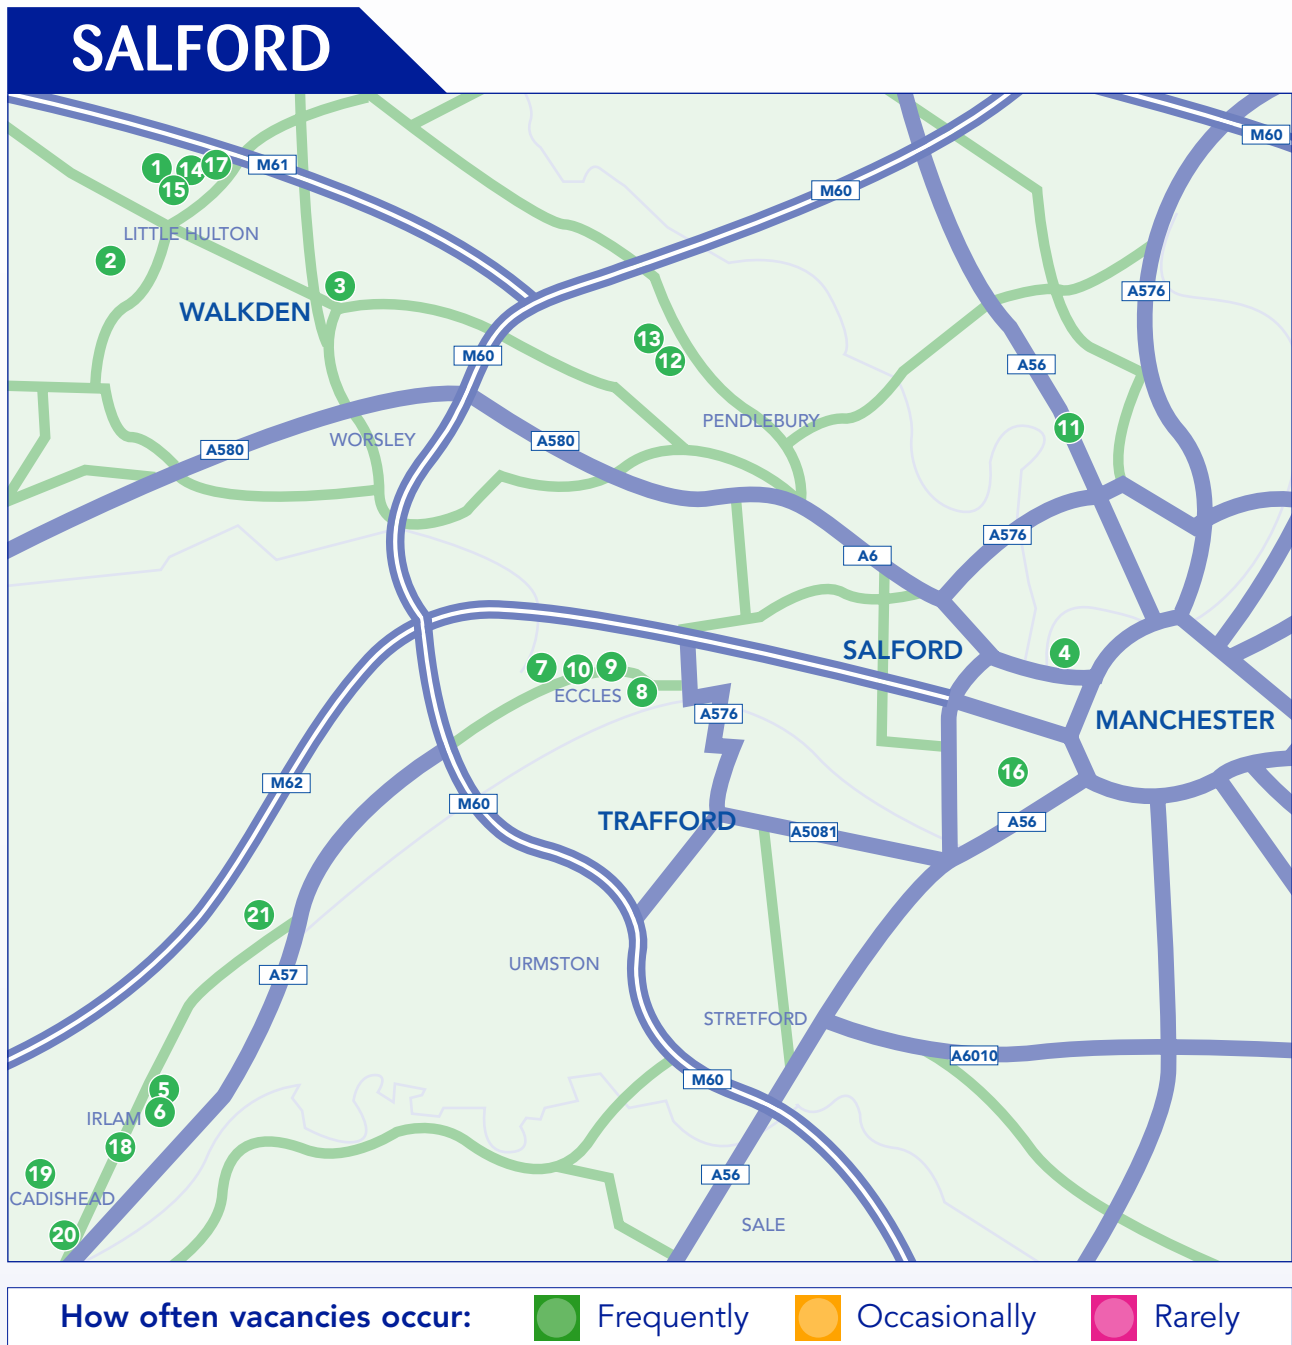 SALFORD
M60
M61
1
14
17
15
M60
LITTLE HULTON
2
3
A576
WALKDEN
13
12
M60
A56
PENDLEBURY
11
WORSLEY
A580
A580
A576
A6
SALFORD
4
7
10
9
8
ECCLES
A576
MANCHESTER
16
M62
M60
TRAFFORD
A5081
A56
21
URMSTON
A57
STRETFORD
A6010
M60
5
6
IRLAM
18
19
A56
CADISHEAD
SALE
20
How often vacancies occur: Frequently Occasionally Rarely